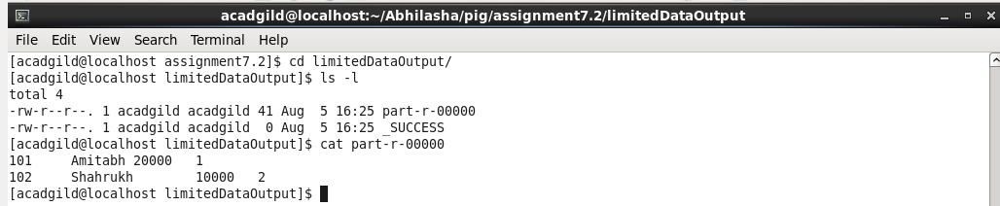 acadgild@localhost:~/Abhilasha/pig/assignment7.2/limitedDataOutput
File Edit View Search Terminal Help
[acadgild@localhost assignment7.2]$ cd limitedDataOutput/
[acadgild@localhost limitedDataOutput]$ ls -l
total 4
-rw-r--r--. 1 acadgild acadgild 41 Aug  5 16:25 part-r-00000
-rw-r--r--. 1 acadgild acadgild  0 Aug  5 16:25 _SUCCESS
[acadgild@localhost limitedDataOutput]$ cat part-r-00000
101     Amitabh 20000   1
102     Shahrukh        10000   2
[acadgild@localhost limitedDataOutput]$